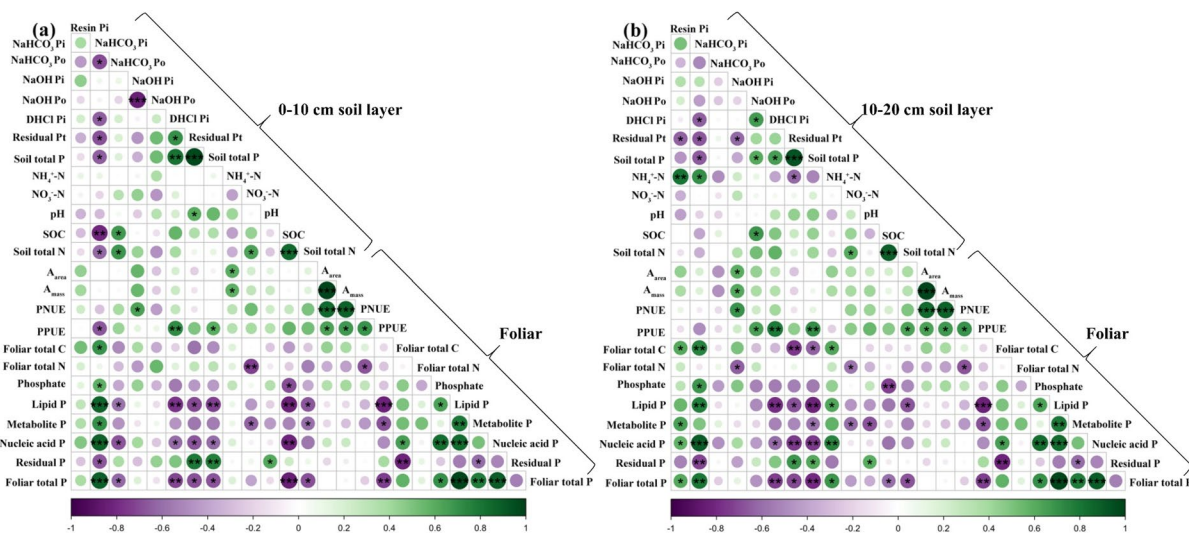 (a)
Resin Pi
NaHCO3 Pi NaHCO3 Pi
NaHCO3 Po * NaHCO3 Po
NaOH Pi NaOH Pi
NaOH Po *** NaOH Po
DHCl Pi * DHCl Pi
Residual Pt * * Residual Pt
Soil total P * ** *** Soil total P
NH4+-N NH4+-N
NO3--N NO3--N
pH * pH
SOC ** * SOC
Soil total N * * * *** Soil total N
Aarea * Aarea
Amass * *** Amass
PNUE * *** *** PNUE
PPUE * ** * * * * PPUE
Foliar total C * Foliar total C
Foliar total N ** * Foliar total N
Phosphate * * Phosphate
Lipid P *** * ** * ** ** * *** * Lipid P
Metabolite P * * * * ** Metabolite P
Nucleic acid P *** * * * * ** * *** *** Nucleic acid P
Residual P * ** ** * ** * Residual P
Foliar total P *** * ** * * *** * ** * *** *** *** Foliar total P
0-10 cm soil layer
Foliar
-1 -0.8 -0.6 -0.4 -0.2 0 0.2 0.4 0.6 0.8 1
(b)
Resin Pi
NaHCO3 Pi NaHCO3 Pi
NaHCO3 Po NaHCO3 Po
NaOH Pi NaOH Pi
NaOH Po NaOH Po
DHCl Pi * * DHCl Pi
Residual Pt * * * Residual Pt
Soil total P * * * *** Soil total P
NH4+-N ** * * NH4+-N
NO3--N NO3--N
pH pH
SOC * SOC
Soil total N * *** Soil total N
Aarea * Aarea
Amass * *** Amass
PNUE * *** *** PNUE
PPUE * ** ** * * * * PPUE
Foliar total C * ** ** * * Foliar total C
Foliar total N * * * Foliar total N
Phosphate * ** Phosphate
Lipid P ** ** * ** * * *** * Lipid P
Metabolite P * * * * ** Metabolite P
Nucleic acid P * *** * ** ** ** * ** *** Nucleic acid P
Residual P ** * * * ** * Residual P
Foliar total P * ** * * ** * * ** * *** *** *** Foliar total P
10-20 cm soil layer
Foliar
-1 -0.8 -0.6 -0.4 -0.2 0 0.2 0.4 0.6 0.8 1